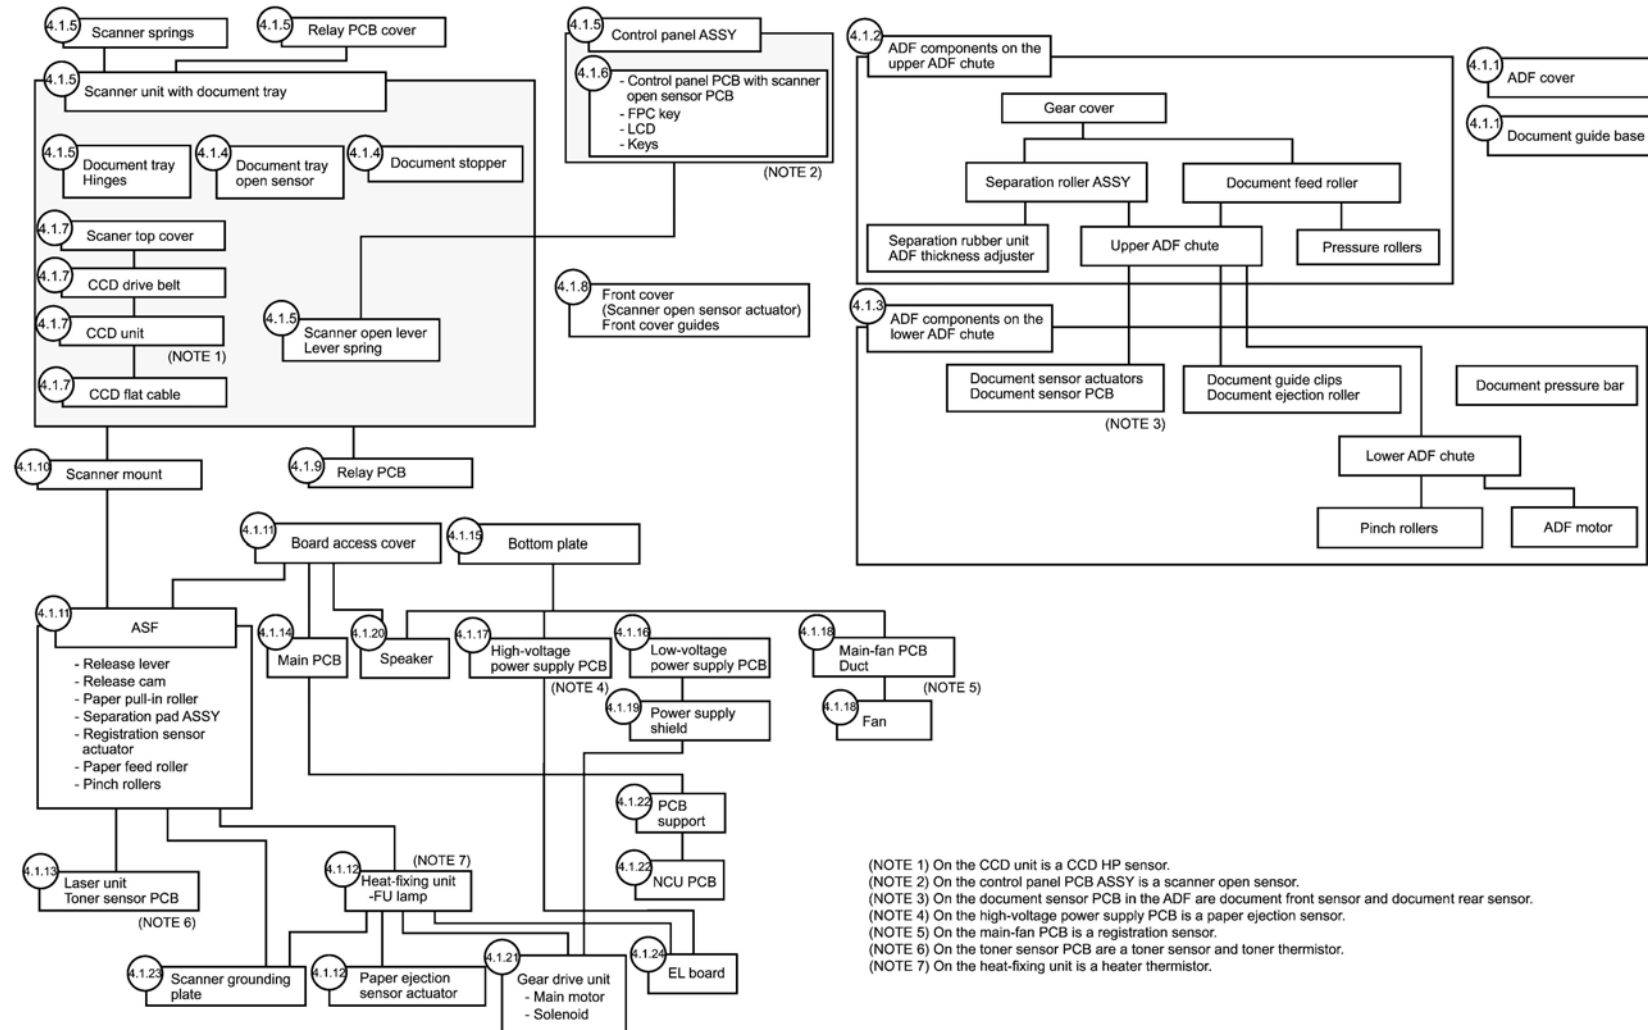 4.1.5
Scanner springs
4.1.5
Relay PCB cover
4.1.5
Scanner unit with document tray
4.1.5
Document tray
Hinges
4.1.4
Document tray
open sensor
4.1.4
Document stopper
4.1.7
Scaner top cover
4.1.7
CCD drive belt
4.1.7
CCD unit
(NOTE 1)
4.1.7
CCD flat cable
4.1.5
Scanner open lever
Lever spring
4.1.5
Control panel ASSY
4.1.6
- Control panel PCB with scanner
open sensor PCB
- FPC key
- LCD
- Keys
(NOTE 2)
4.1.8
Front cover
(Scanner open sensor actuator)
Front cover guides
4.1.2
ADF components on the
upper ADF chute
Gear cover
Separation roller ASSY
Document feed roller
Separation rubber unit
ADF thickness adjuster
Upper ADF chute
Pressure rollers
4.1.1
ADF cover
4.1.1
Document guide base
4.1.3
ADF components on the
lower ADF chute
Document sensor actuators
Document sensor PCB
(NOTE 3)
Document guide clips
Document ejection roller
Document pressure bar
Lower ADF chute
Pinch rollers
ADF motor
4.1.10
Scanner mount
4.1.9
Relay PCB
4.1.11
Board access cover
4.1.15
Bottom plate
4.1.11
ASF
- Release lever
- Release cam
- Paper pull-in roller
- Separation pad ASSY
- Registration sensor
actuator
- Paper feed roller
- Pinch rollers
4.1.14
Main PCB
4.1.20
Speaker
4.1.17
High-voltage
power supply PCB
(NOTE 4)
4.1.16
Low-voltage
power supply PCB
4.1.18
Main-fan PCB
Duct
(NOTE 5)
4.1.19
Power supply
shield
4.1.18
Fan
4.1.22
PCB
support
4.1.22
NCU PCB
4.1.13
Laser unit
Toner sensor PCB
(NOTE 6)
4.1.12
(NOTE 7)
Heat-fixing unit
-FU lamp
4.1.23
Scanner grounding
plate
4.1.12
Paper ejection
sensor actuator
4.1.21
Gear drive unit
- Main motor
- Solenoid
4.1.24
EL board
(NOTE 1) On the CCD unit is a CCD HP sensor.
(NOTE 2) On the control panel PCB ASSY is a scanner open sensor.
(NOTE 3) On the document sensor PCB in the ADF are document front sensor and document rear sensor.
(NOTE 4) On the high-voltage power supply PCB is a paper ejection sensor.
(NOTE 5) On the main-fan PCB is a registration sensor.
(NOTE 6) On the toner sensor PCB are a toner sensor and toner thermistor.
(NOTE 7) On the heat-fixing unit is a heater thermistor.